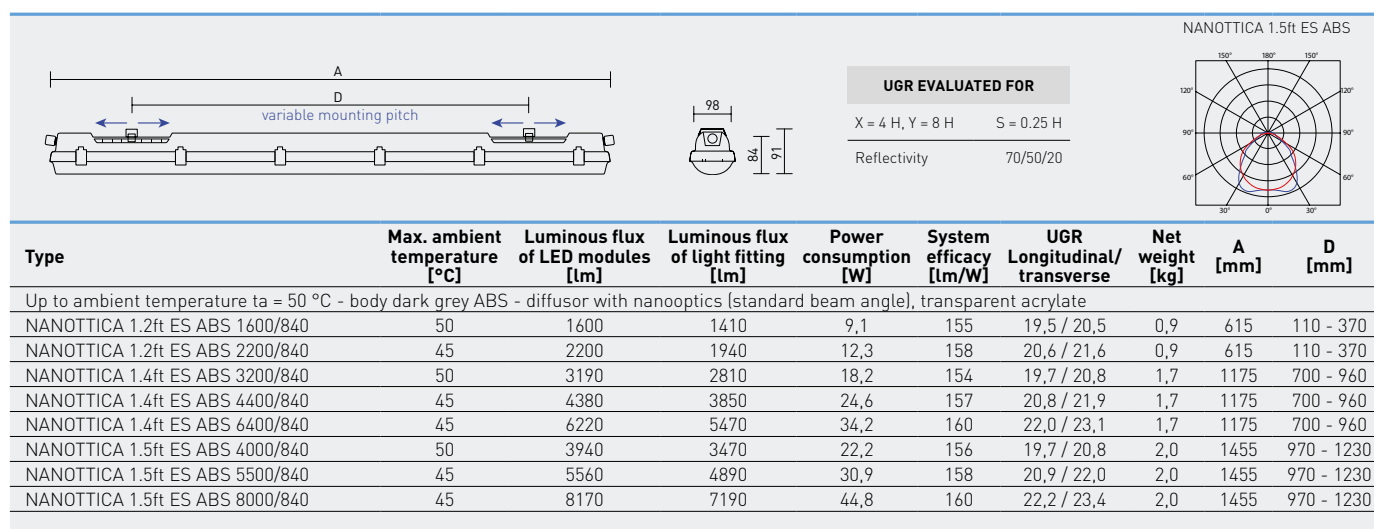 NANOTTICA 1.5ft ES ABS
150° 180° 150°
120° 120°
90° 90°
60° 60°
30° 0° 30°
A
D
variable mounting pitch
98
84
91
UGR EVALUATED FOR
X = 4 H, Y = 8 H S = 0.25 H
Reflectivity 70/50/20
Type Max. ambient temperature [°C] Luminous flux of LED modules [lm] Luminous flux of light fitting [lm] Power consumption [W] System efficacy [lm/W] UGR Longitudinal/ transverse Net weight [kg] A [mm] D [mm]
Up to ambient temperature ta = 50 °C - body dark grey ABS - diffusor with nanooptics (standard beam angle), transparent acrylate
NANOTTICA 1.2ft ES ABS 1600/840 50 1600 1410 9,1 155 19,5 / 20,5 0,9 615 110 - 370
NANOTTICA 1.2ft ES ABS 2200/840 45 2200 1940 12,3 158 20,6 / 21,6 0,9 615 110 - 370
NANOTTICA 1.4ft ES ABS 3200/840 50 3190 2810 18,2 154 19,7 / 20,8 1,7 1175 700 - 960
NANOTTICA 1.4ft ES ABS 4400/840 45 4380 3850 24,6 157 20,8 / 21,9 1,7 1175 700 - 960
NANOTTICA 1.4ft ES ABS 6400/840 45 6220 5470 34,2 160 22,0 / 23,1 1,7 1175 700 - 960
NANOTTICA 1.5ft ES ABS 4000/840 50 3940 3470 22,2 156 19,7 / 20,8 2,0 1455 970 - 1230
NANOTTICA 1.5ft ES ABS 5500/840 45 5560 4890 30,9 158 20,9 / 22,0 2,0 1455 970 - 1230
NANOTTICA 1.5ft ES ABS 8000/840 45 8170 7190 44,8 160 22,2 / 23,4 2,0 1455 970 - 1230